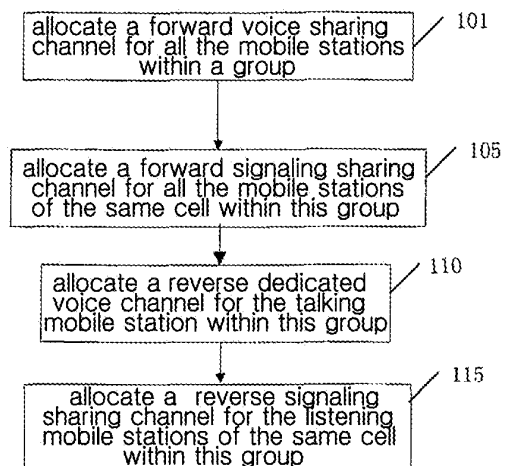 allocate a forward voice sharing
channel for all the mobile stations
within a group
101
allocate a forward signaling sharing
channel for all the mobile stations
of the same cell within this group
105
allocate a reverse dedicated
voice channel for the talking
mobile station within this group
110
allocate a reverse signaling
sharing channel for the listening
mobile stations of the same cell
within this group
115